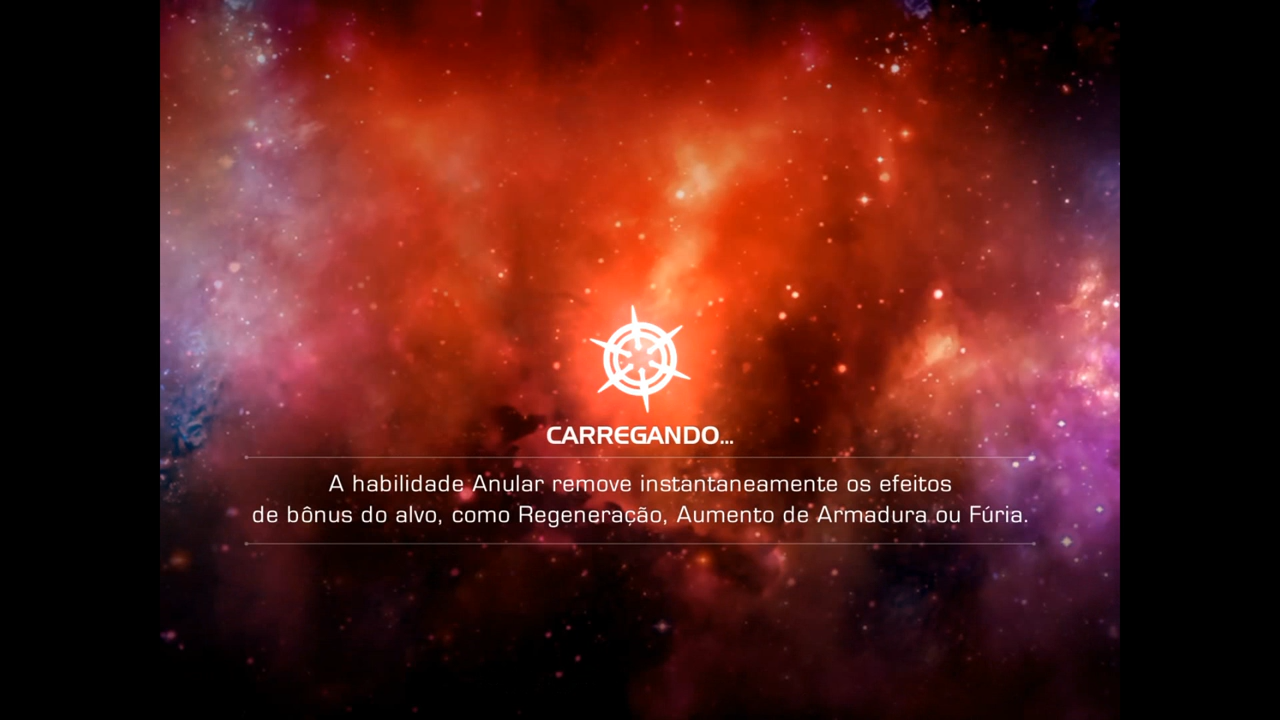 CARREGANDO...
A habilidade Anular remove instantaneamente os efeitos
de bônus do alvo, como Regeneração, Aumento de Armadura ou Fúria.